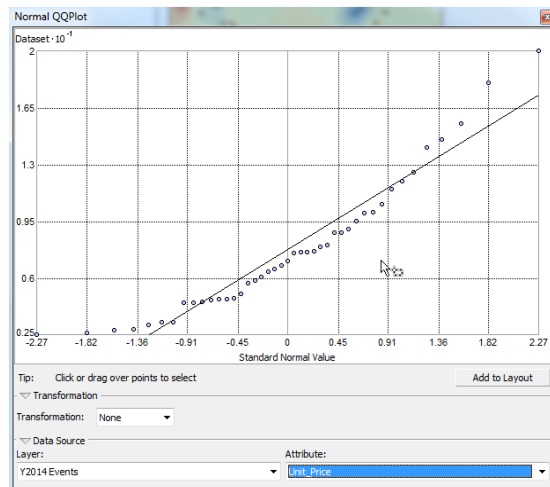 Normal QQPlot
Dataset · 10⁻¹
2
1.65
1.3
0.95
0.6
0.25
-2.27 -1.82 -1.36 -0.91 -0.45 0 0.45 0.91 1.36 1.82 2.27
Standard Normal Value
Tip: Click or drag over points to select Add to Layout
Transformation
Transformation: None
Data Source
Layer: Attribute:
Y2014 Events Unit_Price